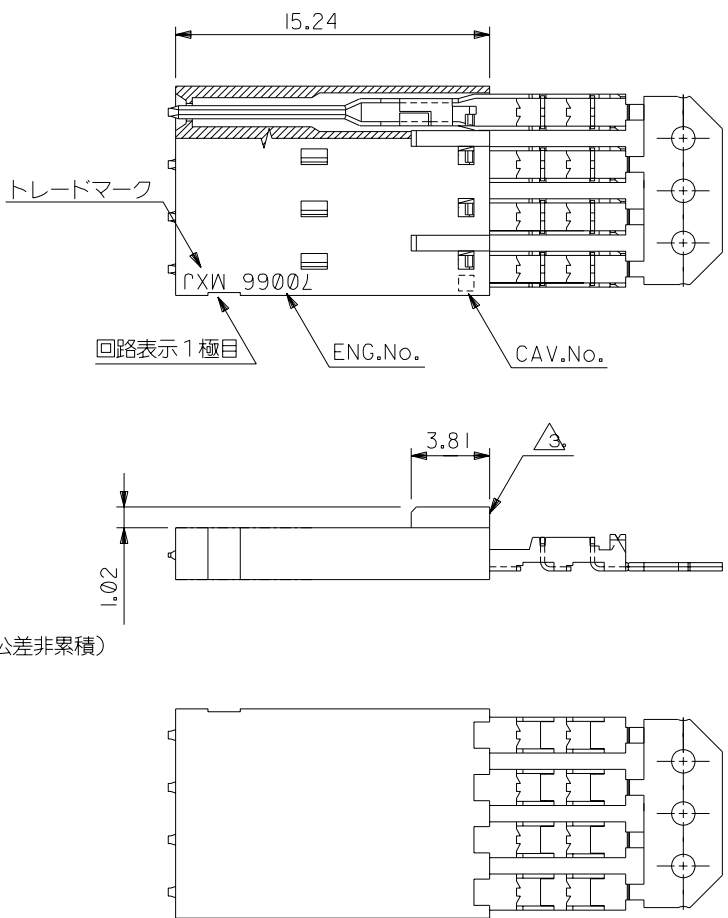 15.24
トレードマーク
70066 MXJ
回路表示1極目
ENG.No.
CAV.No.
3.81
3.
1.02
公差非累積)